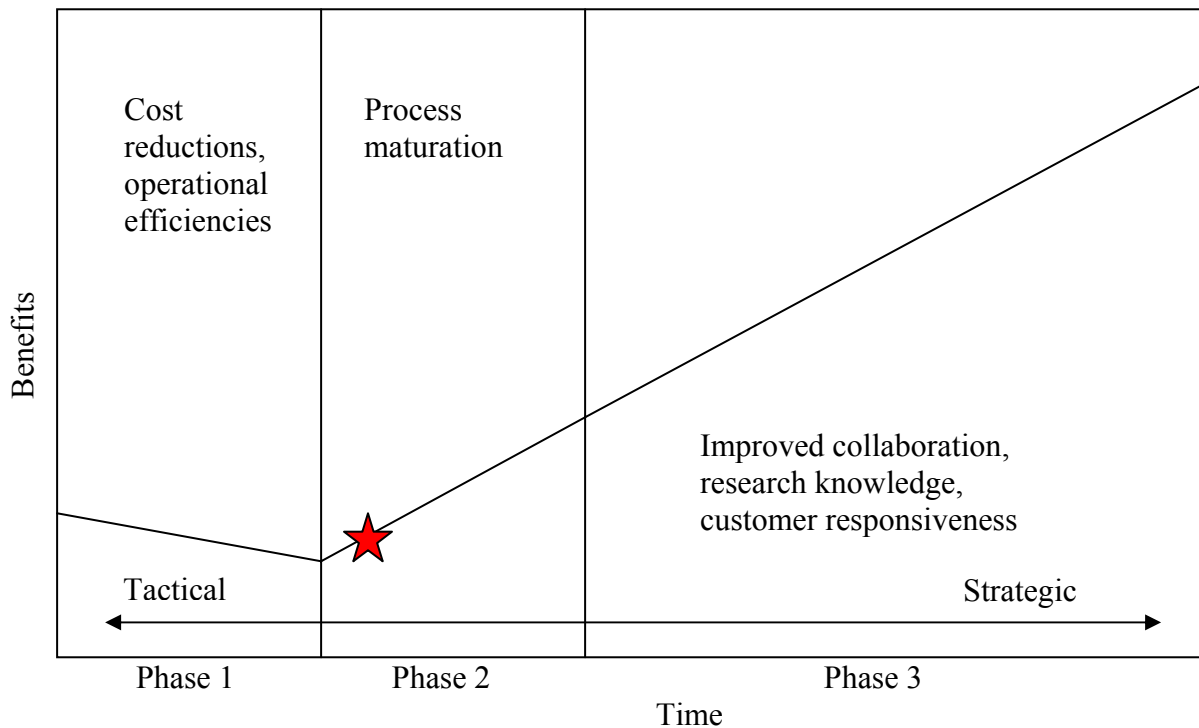 Cost
reductions,
operational
efficiencies
Process
maturation
Benefits
Improved collaboration,
research knowledge,
customer responsiveness
Tactical
Strategic
Phase 1
Phase 2
Phase 3
Time